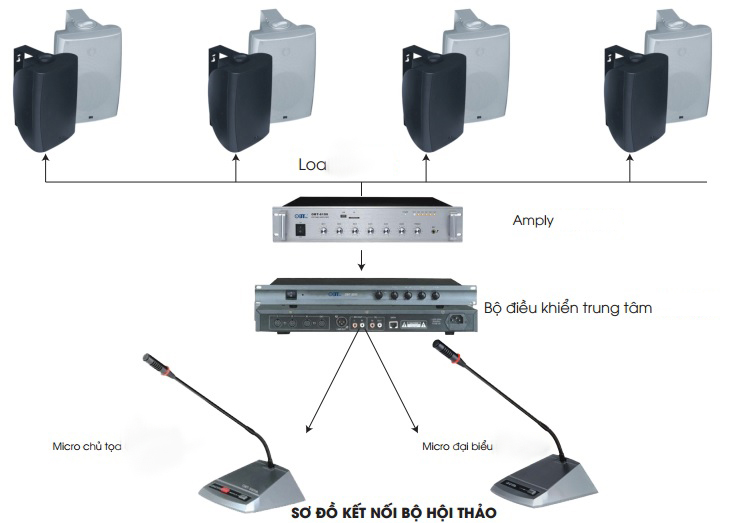 Loa
Amply
Bộ điều khiển trung tâm
Micro chủ tọa
Micro đại biểu
SƠ ĐỒ KẾT NỐI BỘ HỘI THẢO